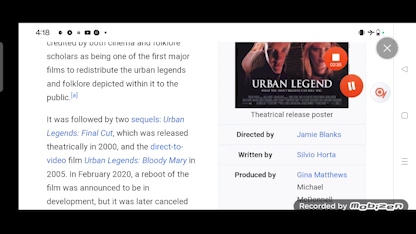 4:18
credited by both cinema and folklore
scholars as being one of the first major
films to redistribute the urban legends
and folklore depicted within it to the
public.[a]
It was followed by two sequels: Urban
Legends: Final Cut, which was released
theatrically in 2000, and the direct-to-
video film Urban Legends: Bloody Mary in
2005. In February 2020, a reboot of the
film was announced to be in
development, but it was later canceled
URBAN LEGEND
Theatrical release poster
Directed by Jamie Blanks
Written by Silvio Horta
Produced by Gina Matthews
Michael
McDonnell
Recorded by Mobizen